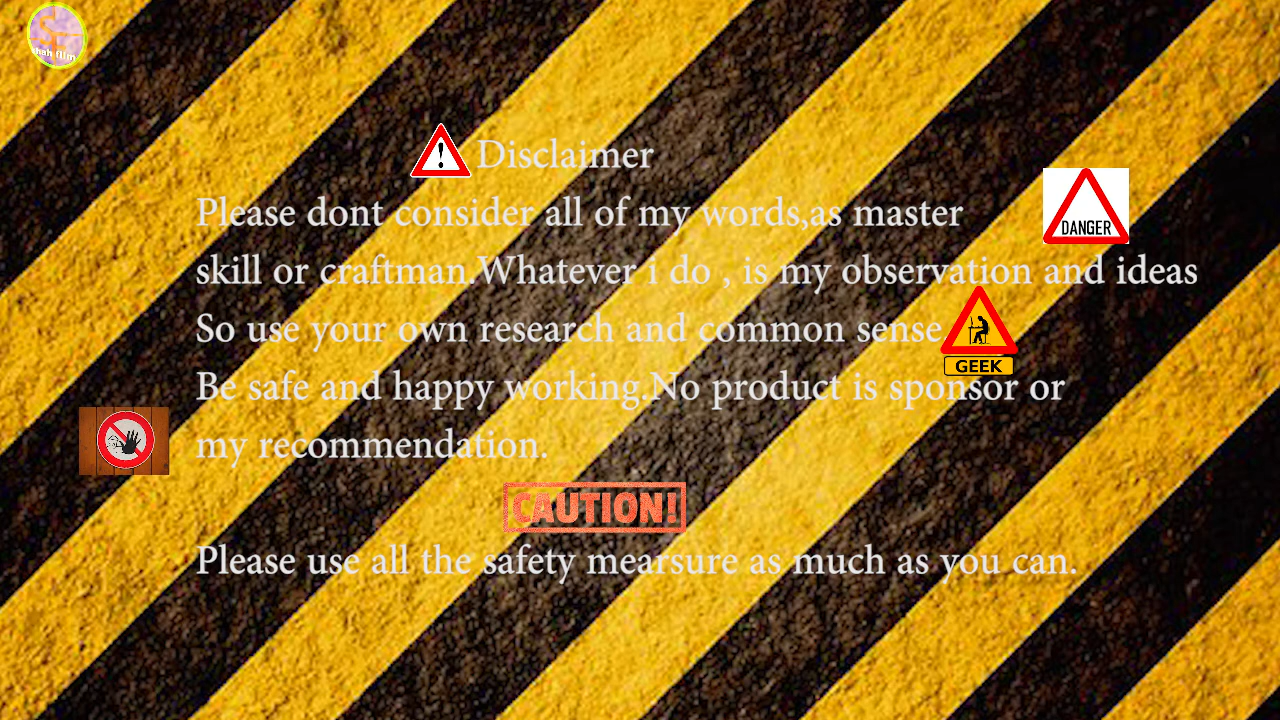 shah film
Disclaimer
Please dont consider all of my words,as master
DANGER
skill or craftman.Whatever i do , is my observation and ideas
So use your own research and common sense
GEEK
Be safe and happy working.No product is sponsor or
my recommendation.
CAUTION!
Please use all the safety mearsure as much as you can.